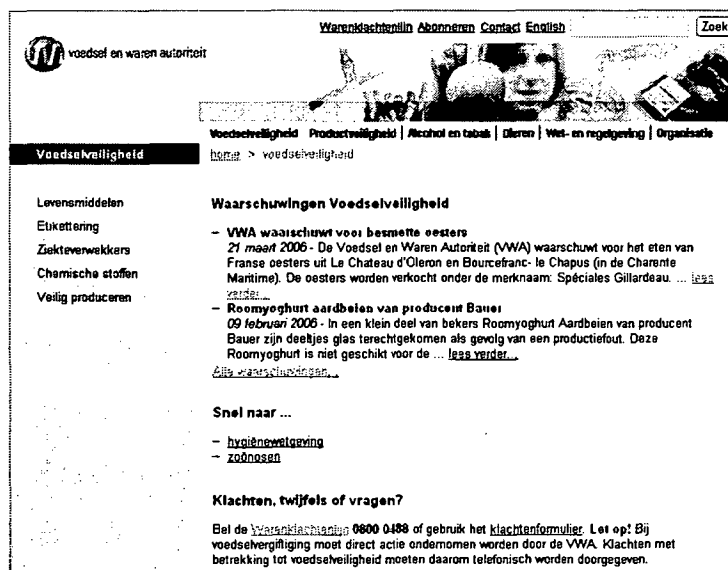 Warenklachtenlijn Abonneren Contact English Zoek
voedsel en waren autoriteit
Voedselveiligheid Productveiligheid | Alcohol en tabak | Dieren | Wet- en regelgeving | Organisatie
Voedselveiligheid
home > voedselveiligheid
Levensmiddelen
Etikettering
Ziekteverwekkers
Chemische stoffen
Veilig produceren
Waarschuwingen Voedselveiligheid
– VWA waarschuwt voor besmette oesters
21 maart 2006 - De Voedsel en Waren Autoriteit (VWA) waarschuwt voor het eten van
Franse oesters uit Le Chateau d'Oleron en Bourcefranc- le Chapus (in de Charente
Maritime). De oesters worden verkocht onder de merknaam: Spéciales Gillardeau. ... lees
verder...
– Roomyoghurt aardbeien van producent Bauer
09 februari 2006 - In een klein deel van bekers Roomyoghurt Aardbeien van producent
Bauer zijn deeltjes glas terechtgekomen als gevolg van een productiefout. Deze
Roomyoghurt is niet geschikt voor de ... lees verder...
Alle waarschuwingen...
Snel naar ...
– hygiënewetgeving
– zoönosen
Klachten, twijfels of vragen?
Bel de Warenklachtenlijn 0800 0488 of gebruik het klachtenformulier. Let op! Bij
voedselvergiftiging moet direct actie ondernomen worden door de VWA. Klachten met
betrekking tot voedselveiligheid moeten daarom telefonisch worden doorgegeven.